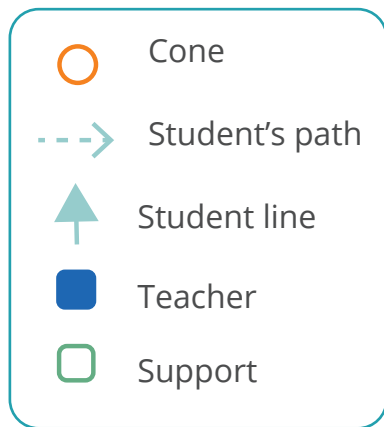 Cone
Student’s path
Student line
Teacher
Support